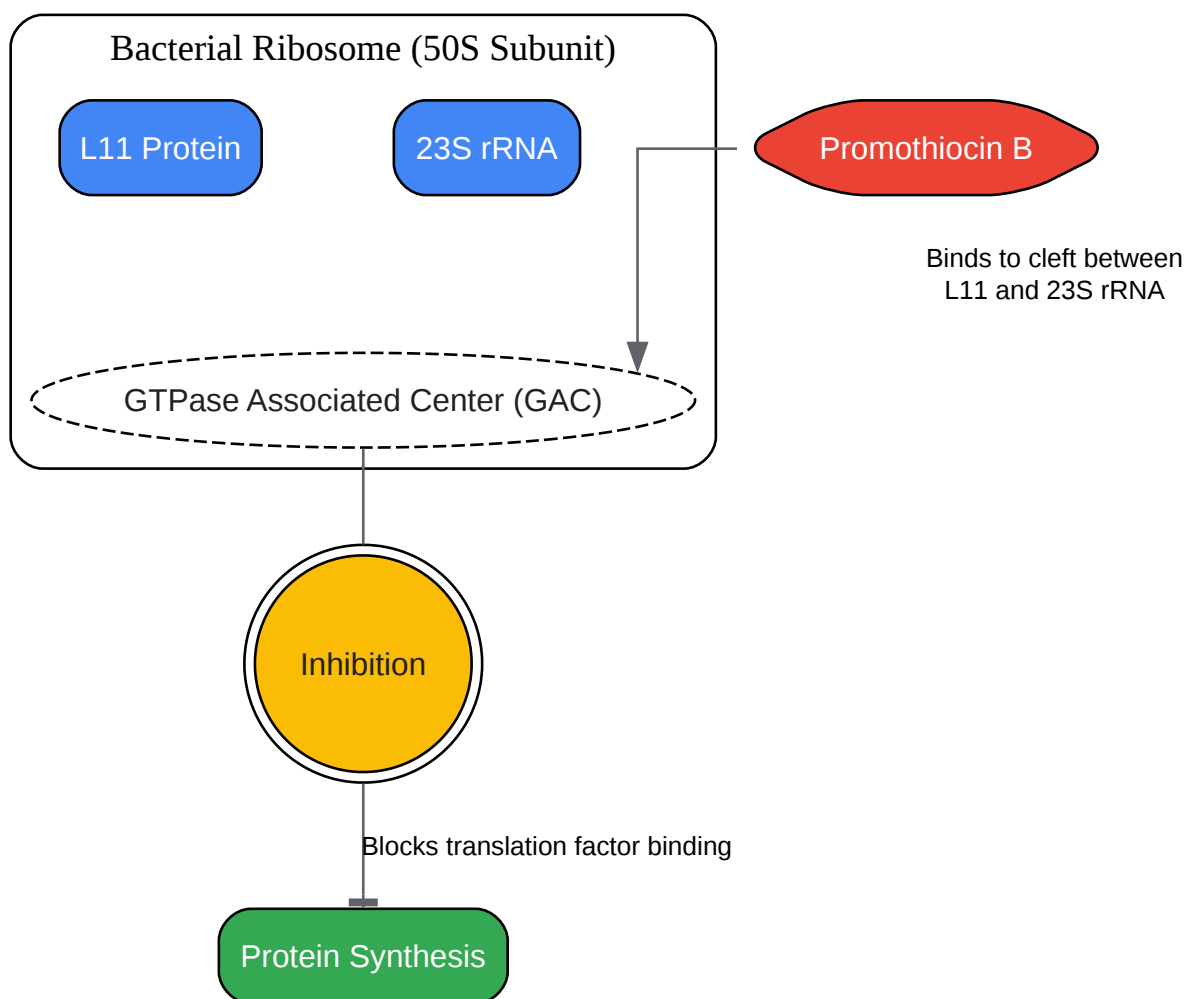 Bacterial Ribosome (50S Subunit)
L11 Protein
23S rRNA
Promothiocin B
Binds to cleft between
L11 and 23S rRNA
GTPase Associated Center (GAC)
Inhibition
Blocks translation factor binding
Protein Synthesis